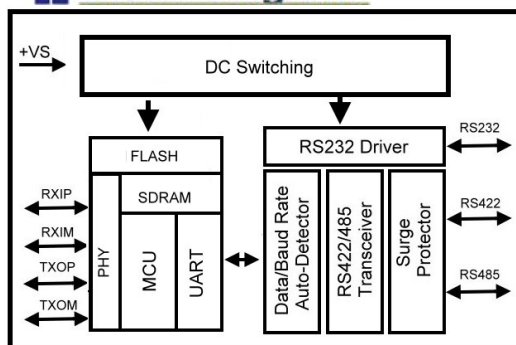 +VS
DC Switching
FLASH
SDRAM
PHY
MCU
UART
RXIP
RXIM
TXOP
TXOM
RS232 Driver
Data/Baud Rate
Auto-Detector
RS422/485
Transceiver
Surge
Protector
RS232
RS422
RS485